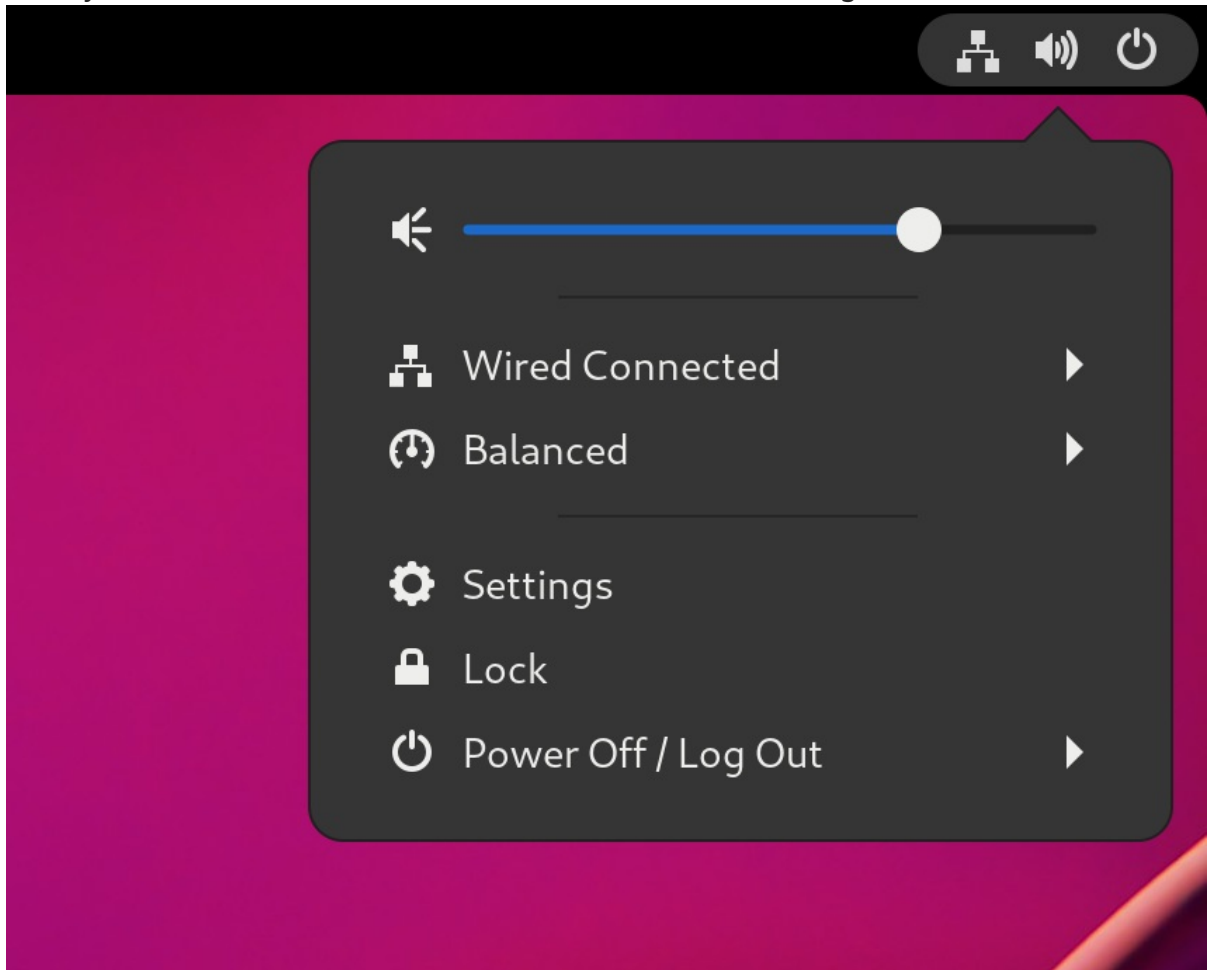 Wired Connected
Balanced
Settings
Lock
Power Off / Log Out